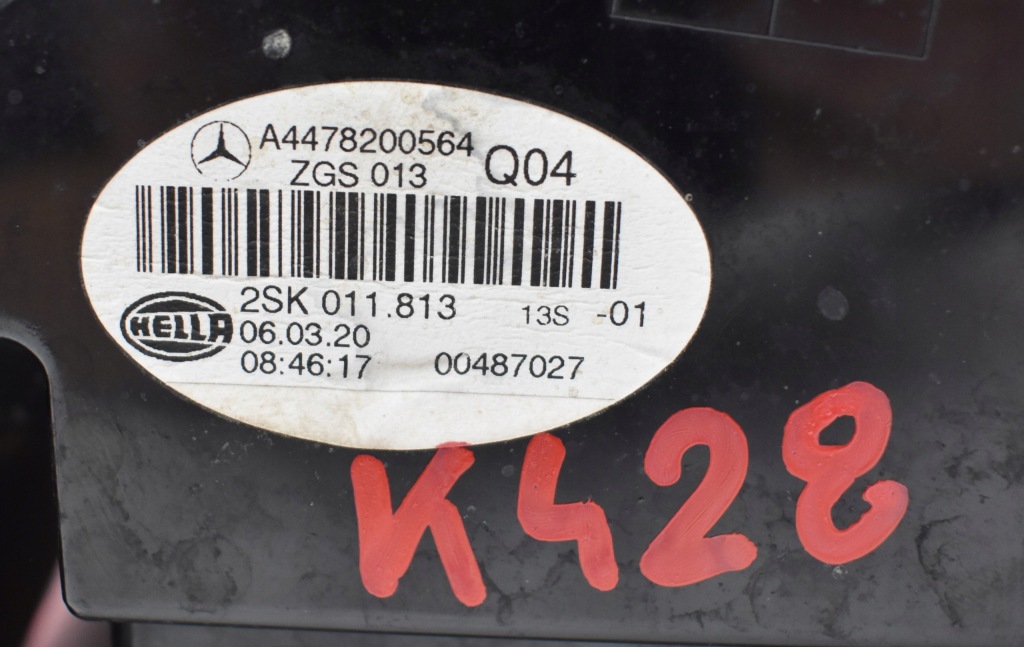 A4478200564 Q04
ZGS 013
2SK 011.813 13S -01
HELLA
06.03.20
08:46:17 00487027
K428